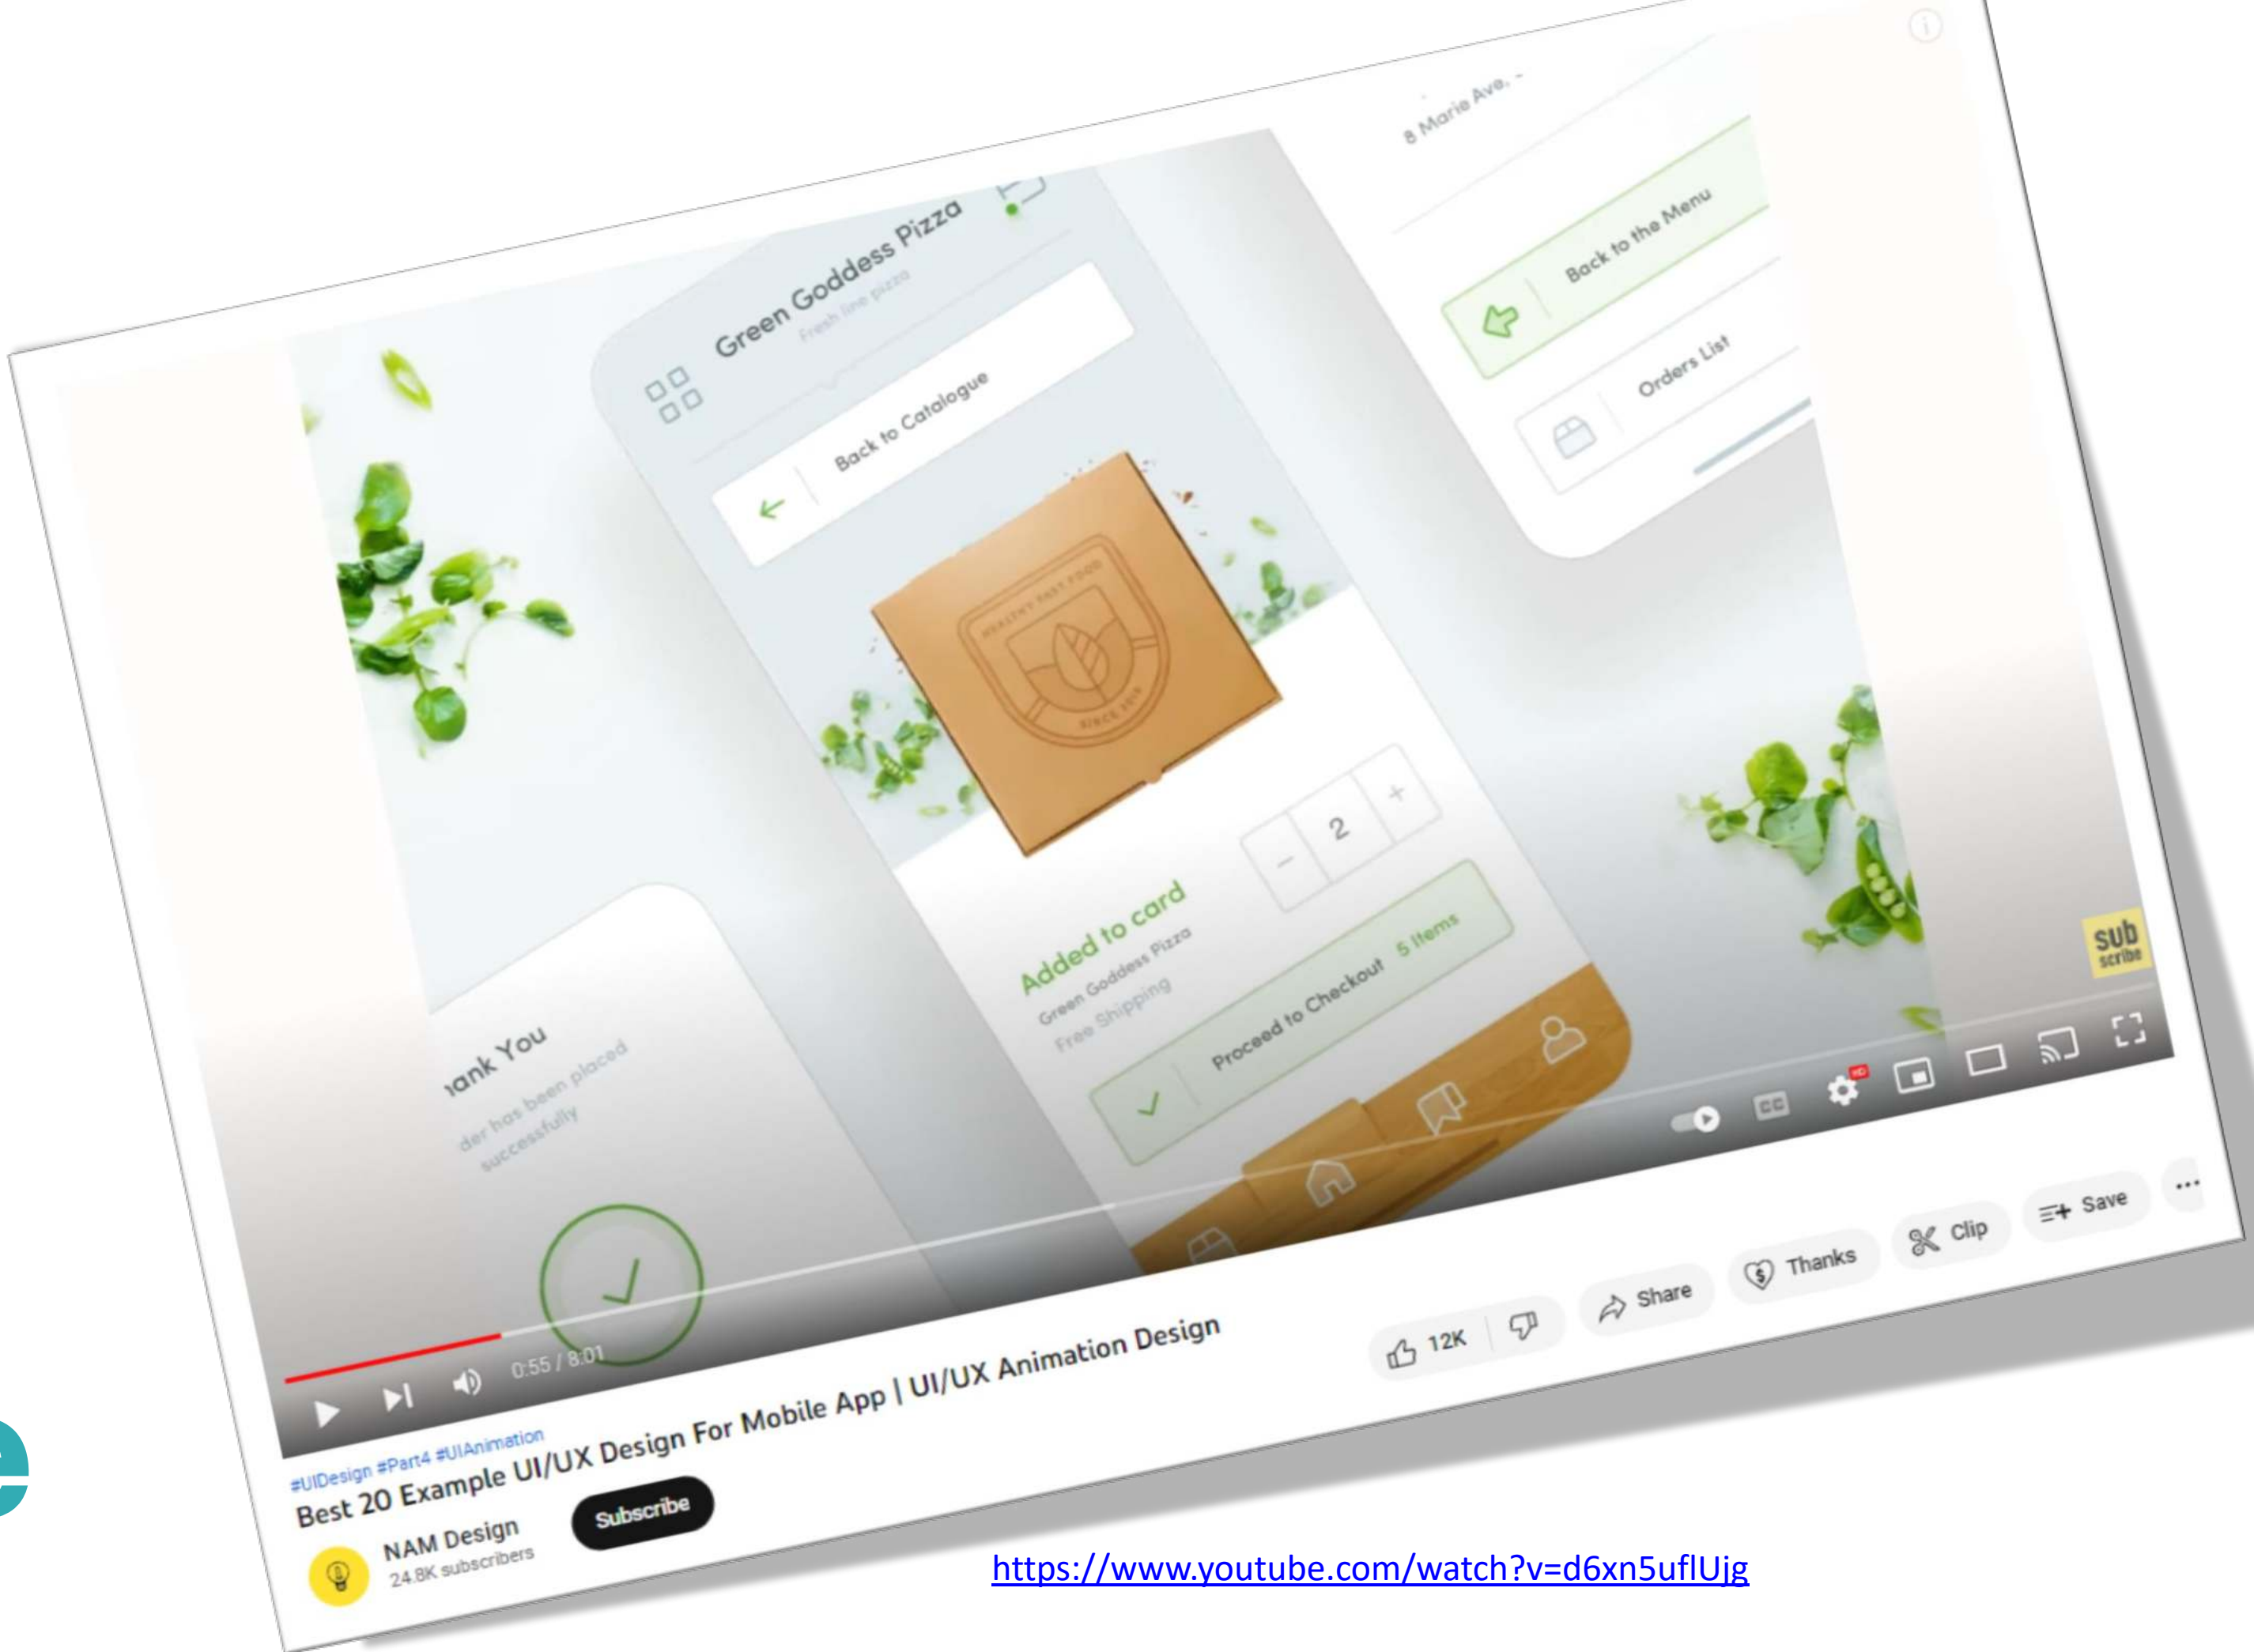 8 Marie Ave,
Back to the Menu
Orders List
Green Goddess Pizza
Fresh line pizza
Back to Catalogue
HEALTHY FAST FOOD
SINCE
2
Added to card
Green Goddess Pizza
Free Shipping
Proceed to Checkout 5 Items
ank You
der has been placed
successfully
sub
scribe
0:55 / 8:01
CC
HD
#UIDesign #Part4 #UIAnimation
Best 20 Example UI/UX Design For Mobile App | UI/UX Animation Design
NAM Design
24.8K subscribers
Subscribe
12K
Share
Thanks
Clip
Save
https://www.youtube.com/watch?v=d6xn5uflUjg
e